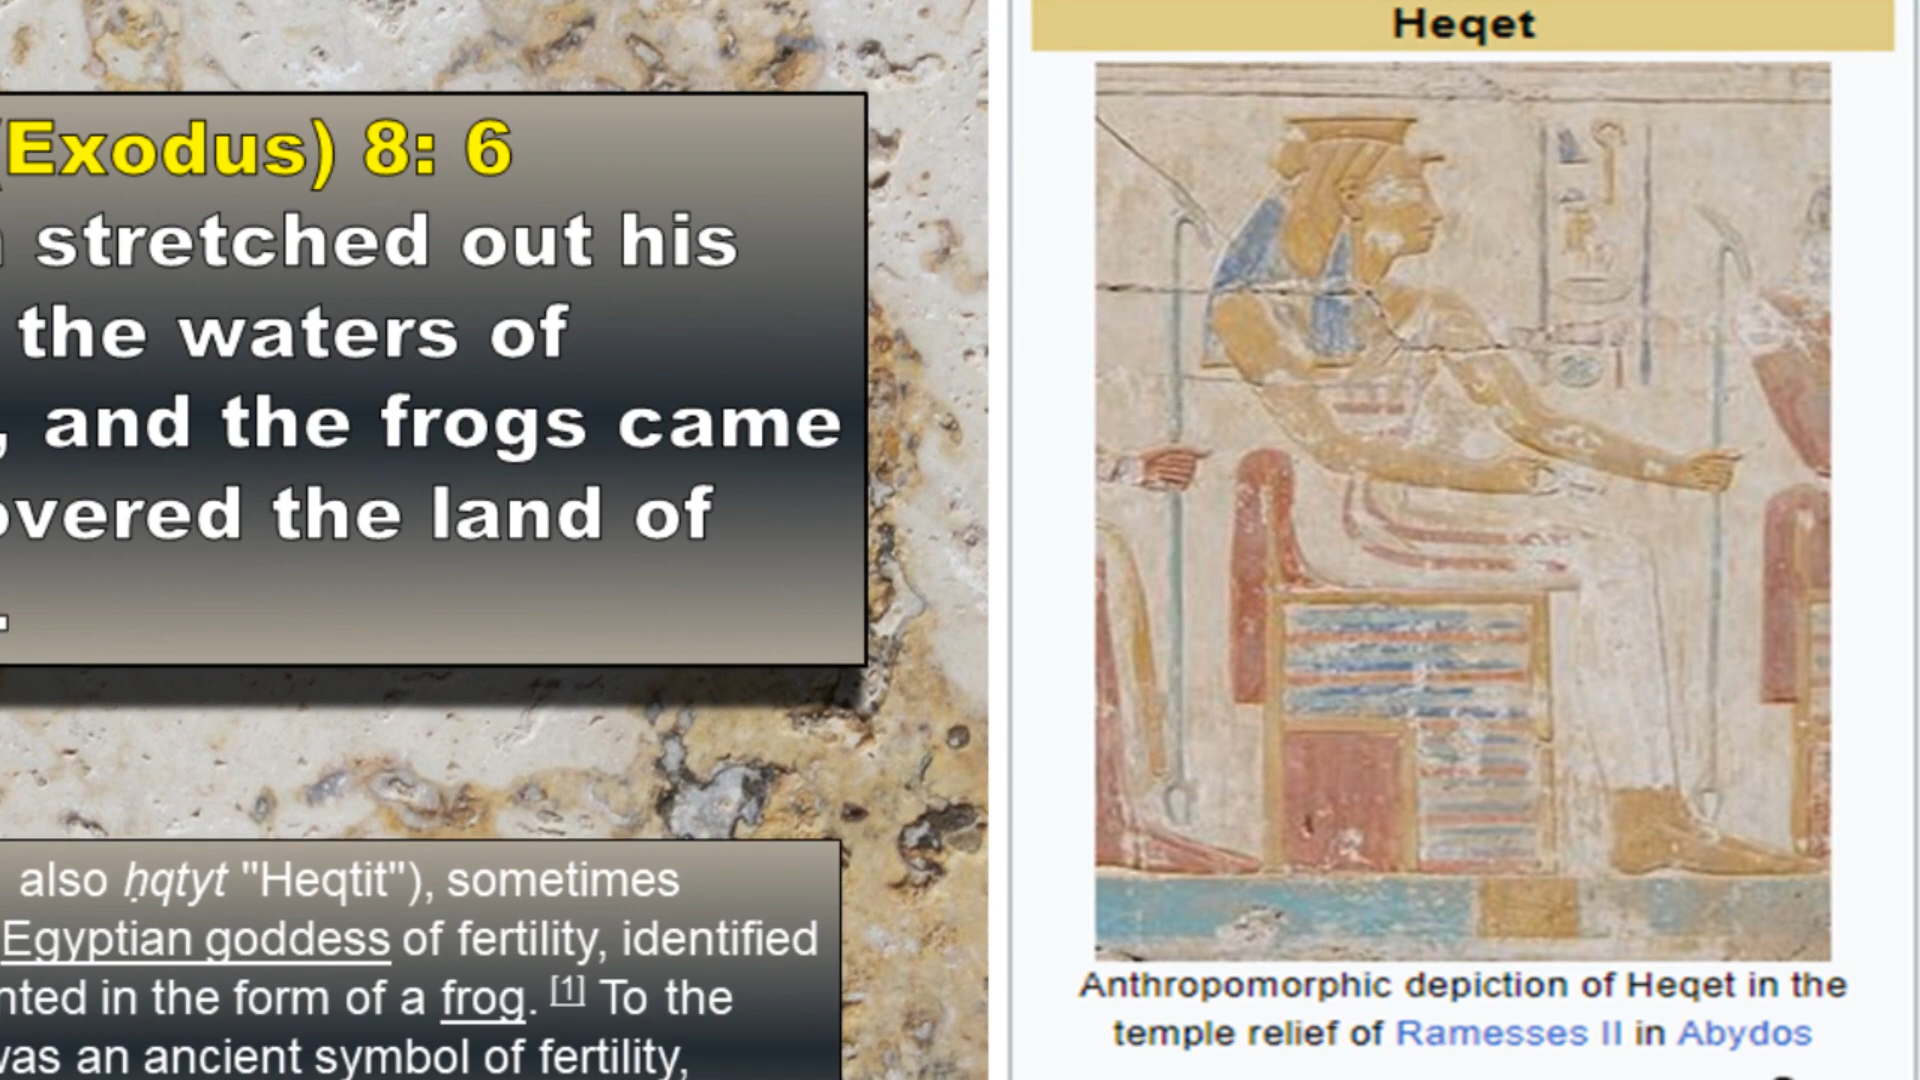 (Exodus) 8: 6
stretched out his
the waters of
, and the frogs came
overed the land of
.
also ḥqtyt "Heqtit"), sometimes
Egyptian goddess of fertility, identified
nted in the form of a frog. [1] To the
was an ancient symbol of fertility,
Heqet
Anthropomorphic depiction of Heqet in the
temple relief of Ramesses II in Abydos